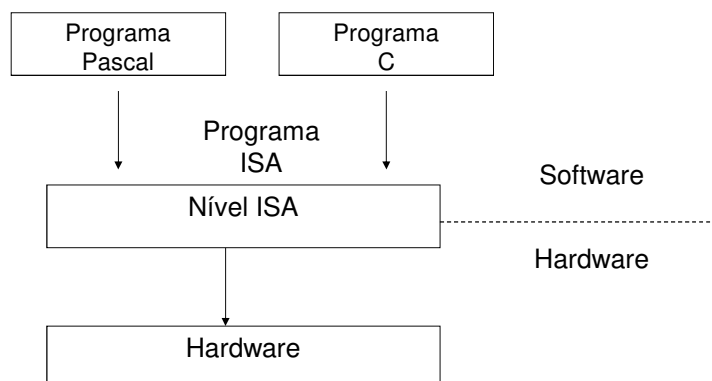 Programa
Pascal
Programa
C
Programa
ISA
Software
Nível ISA
Hardware
Hardware